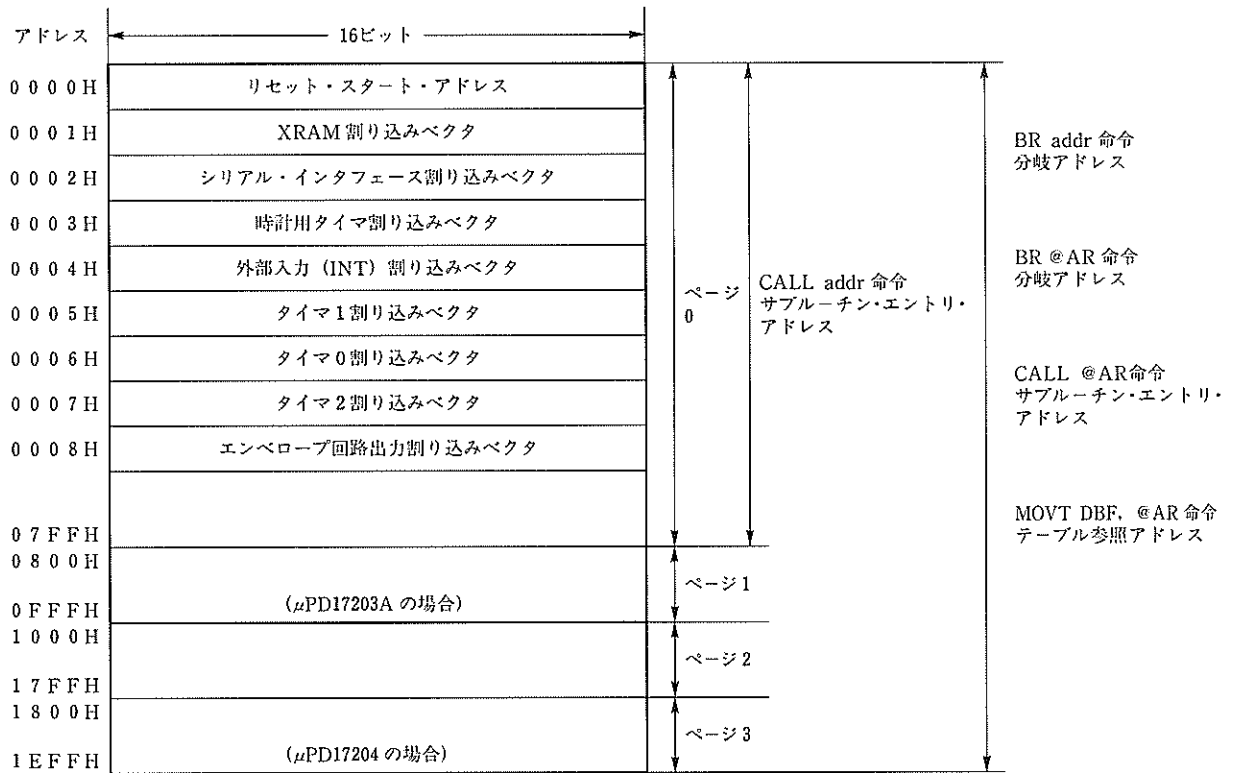 アドレス
16ビット
0000H リセット・スタート・アドレス
0001H XRAM 割り込みベクタ
0002H シリアル・インタフェース割り込みベクタ
0003H 時計用タイマ割り込みベクタ
0004H 外部入力 (INT) 割り込みベクタ
0005H タイマ1割り込みベクタ
0006H タイマ0割り込みベクタ
0007H タイマ2割り込みベクタ
0008H エンベロープ回路出力割り込みベクタ
07FFH
0800H
0FFFH (μPD17203A の場合)
1000H
17FFH
1800H
1EFFH (μPD17204 の場合)
ページ
0
ページ1
ページ2
ページ3
CALL addr 命令
サブルーチン・エントリ・
アドレス
BR addr 命令
分岐アドレス
BR @AR 命令
分岐アドレス
CALL @AR命令
サブルーチン・エントリ・
アドレス
MOVT DBF, @AR 命令
テーブル参照アドレス